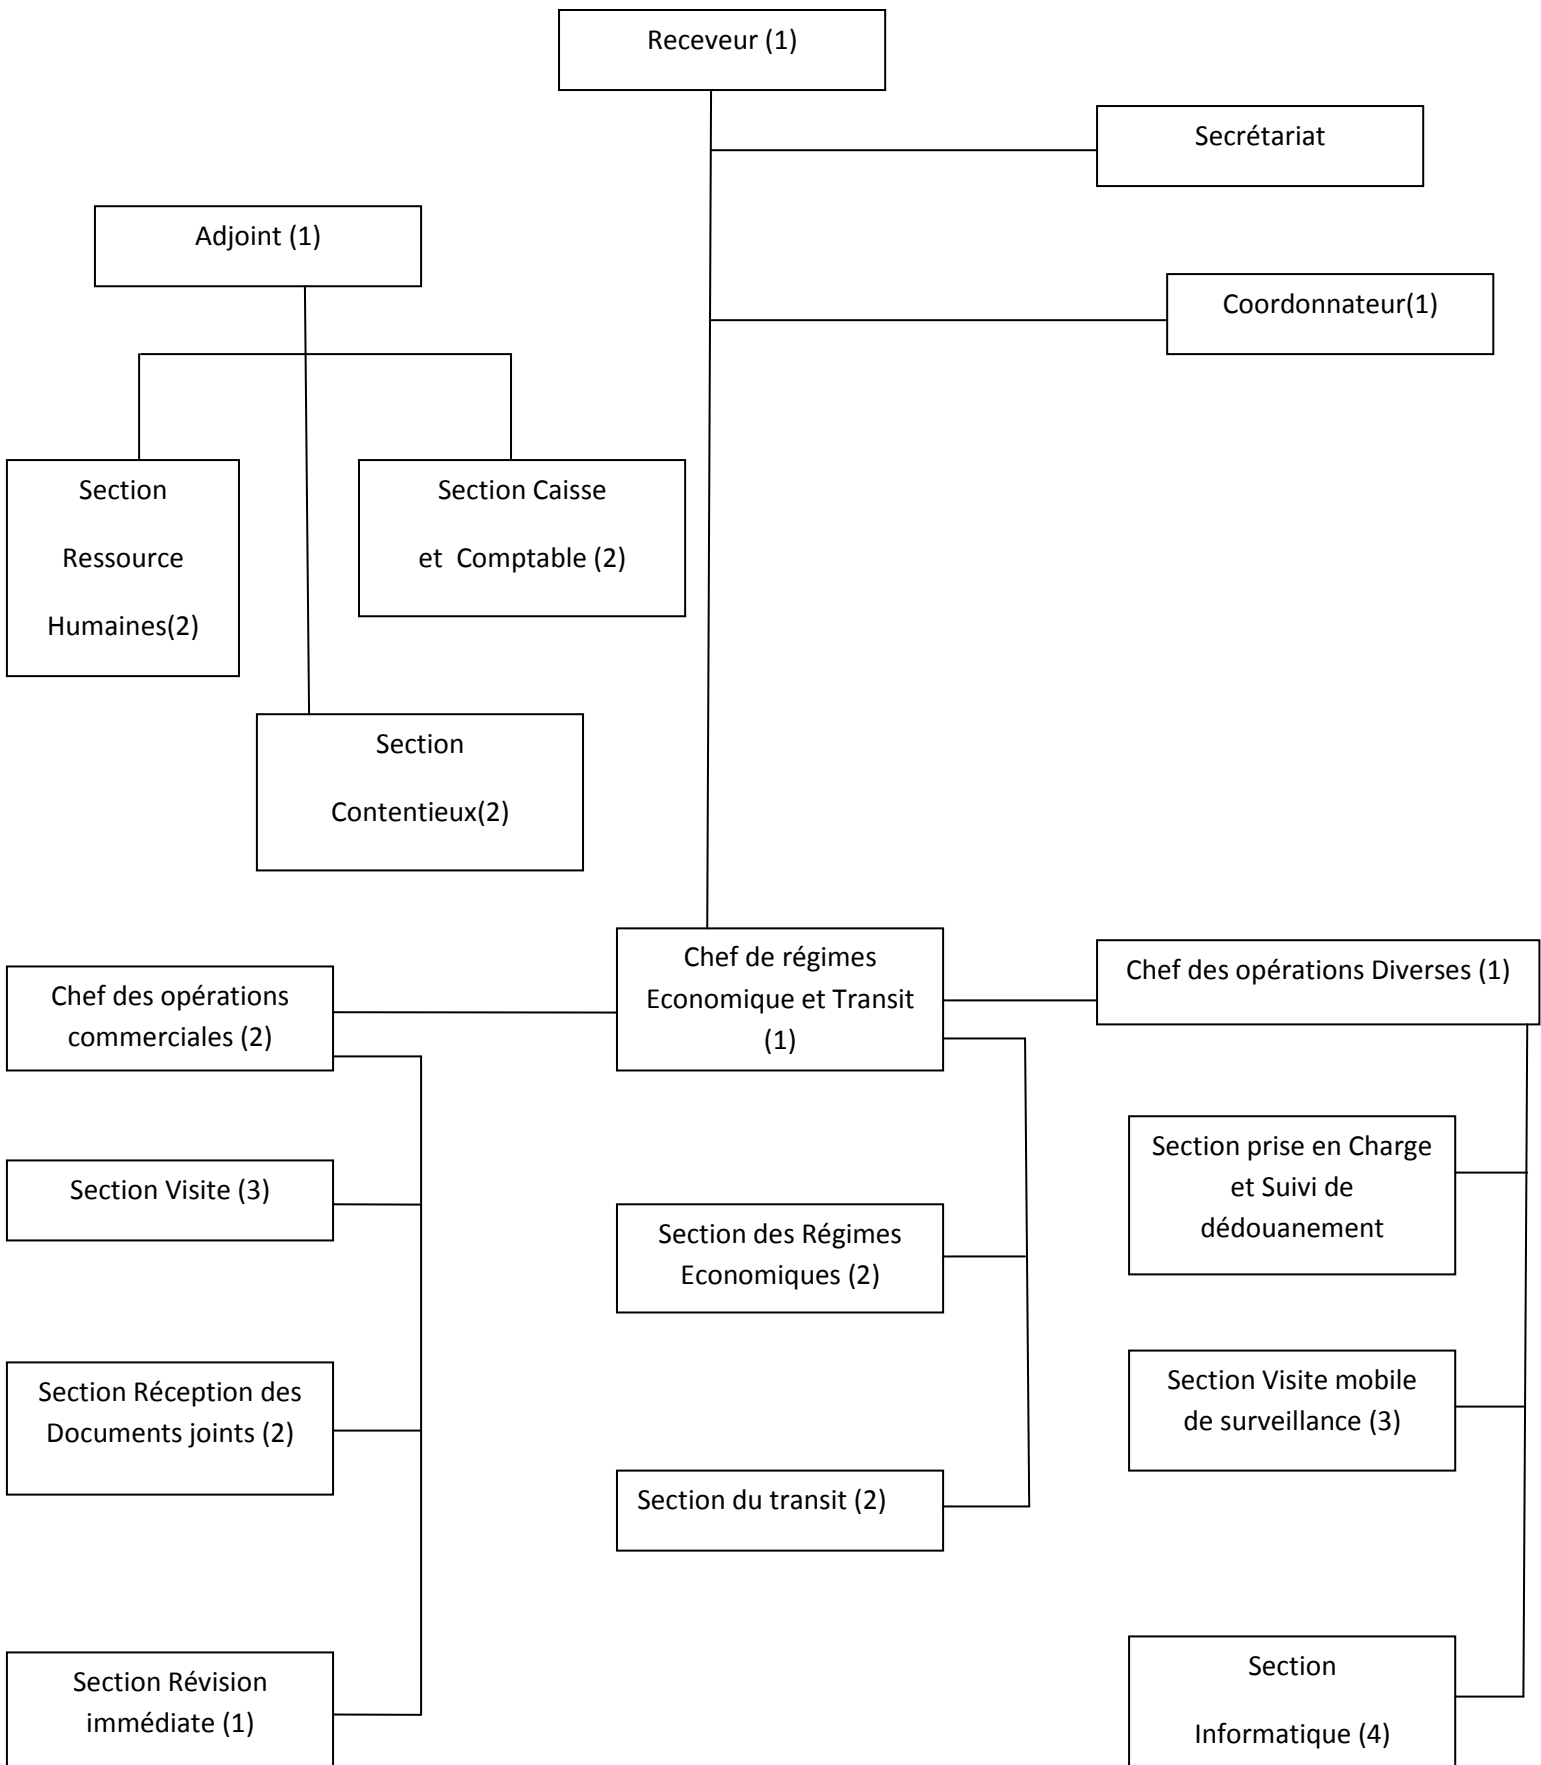 Receveur (1)
Secrétariat
Adjoint (1)
Coordonnateur(1)
Section
Ressource
Humaines(2)
Section Caisse
et  Comptable (2)
Section
Contentieux(2)
Chef des opérations
commerciales (2)
Chef de régimes
Economique et Transit
(1)
Chef des opérations Diverses (1)
Section Visite (3)
Section Réception des
Documents joints (2)
Section Révision
immédiate (1)
Section des Régimes
Economiques (2)
Section du transit (2)
Section prise en Charge
et Suivi de
dédouanement
Section Visite mobile
de surveillance (3)
Section
Informatique (4)